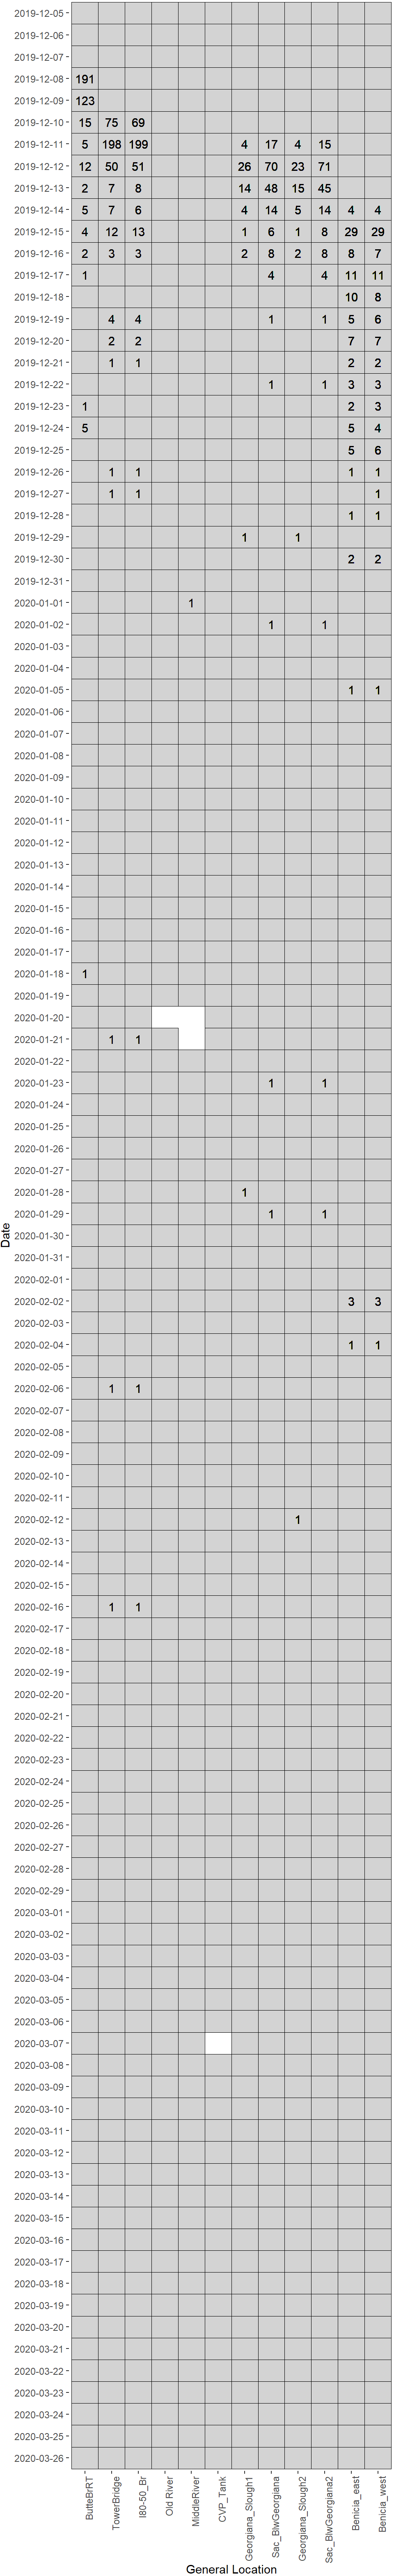 2019-12-05
2019-12-06
2019-12-07
2019-12-08 191
2019-12-09 123
2019-12-10 15 75 69
2019-12-11 5 198 199 4 17 4 15
2019-12-12 12 50 51 26 70 23 71
2019-12-13 2 7 8 14 48 15 45
2019-12-14 5 7 6 4 14 5 14 4 4
2019-12-15 4 12 13 1 6 1 8 29 29
2019-12-16 2 3 3 2 8 2 8 8 7
2019-12-17 1 4 4 11 11
2019-12-18 10 8
2019-12-19 4 4 1 1 5 6
2019-12-20 2 2 7 7
2019-12-21 1 1 2 2
2019-12-22 1 1 3 3
2019-12-23 1 2 3
2019-12-24 5 5 4
2019-12-25 5 6
2019-12-26 1 1 1 1
2019-12-27 1 1 1
2019-12-28 1 1
2019-12-29 1 1
2019-12-30 2 2
2019-12-31
2020-01-01 1
2020-01-02 1 1
2020-01-03
2020-01-04
2020-01-05 1 1
2020-01-06
2020-01-07
2020-01-08
2020-01-09
2020-01-10
2020-01-11
2020-01-12
2020-01-13
2020-01-14
2020-01-15
2020-01-16
2020-01-17
2020-01-18 1
2020-01-19
2020-01-20
2020-01-21 1 1
2020-01-22
2020-01-23 1 1
2020-01-24
2020-01-25
2020-01-26
2020-01-27
2020-01-28 1
2020-01-29 1 1
2020-01-30
2020-01-31
2020-02-01
2020-02-02 3 3
2020-02-03
2020-02-04 1 1
2020-02-05
2020-02-06 1 1
2020-02-07
2020-02-08
2020-02-09
2020-02-10
2020-02-11
2020-02-12 1
2020-02-13
2020-02-14
2020-02-15
2020-02-16 1 1
2020-02-17
2020-02-18
2020-02-19
2020-02-20
2020-02-21
2020-02-22
2020-02-23
2020-02-24
2020-02-25
2020-02-26
2020-02-27
2020-02-28
2020-02-29
2020-03-01
2020-03-02
2020-03-03
2020-03-04
2020-03-05
2020-03-06
2020-03-07
2020-03-08
2020-03-09
2020-03-10
2020-03-11
2020-03-12
2020-03-13
2020-03-14
2020-03-15
2020-03-16
2020-03-17
2020-03-18
2020-03-19
2020-03-20
2020-03-21
2020-03-22
2020-03-23
2020-03-24
2020-03-25
2020-03-26
Date
ButteBrRT
TowerBridge
I80-50_Br
Old River
MiddleRiver
CVP_Tank
Georgiana_Slough1
Sac_BlwGeorgiana
Georgiana_Slough2
Sac_BlwGeorgiana2
Benicia_east
Benicia_west
General Location